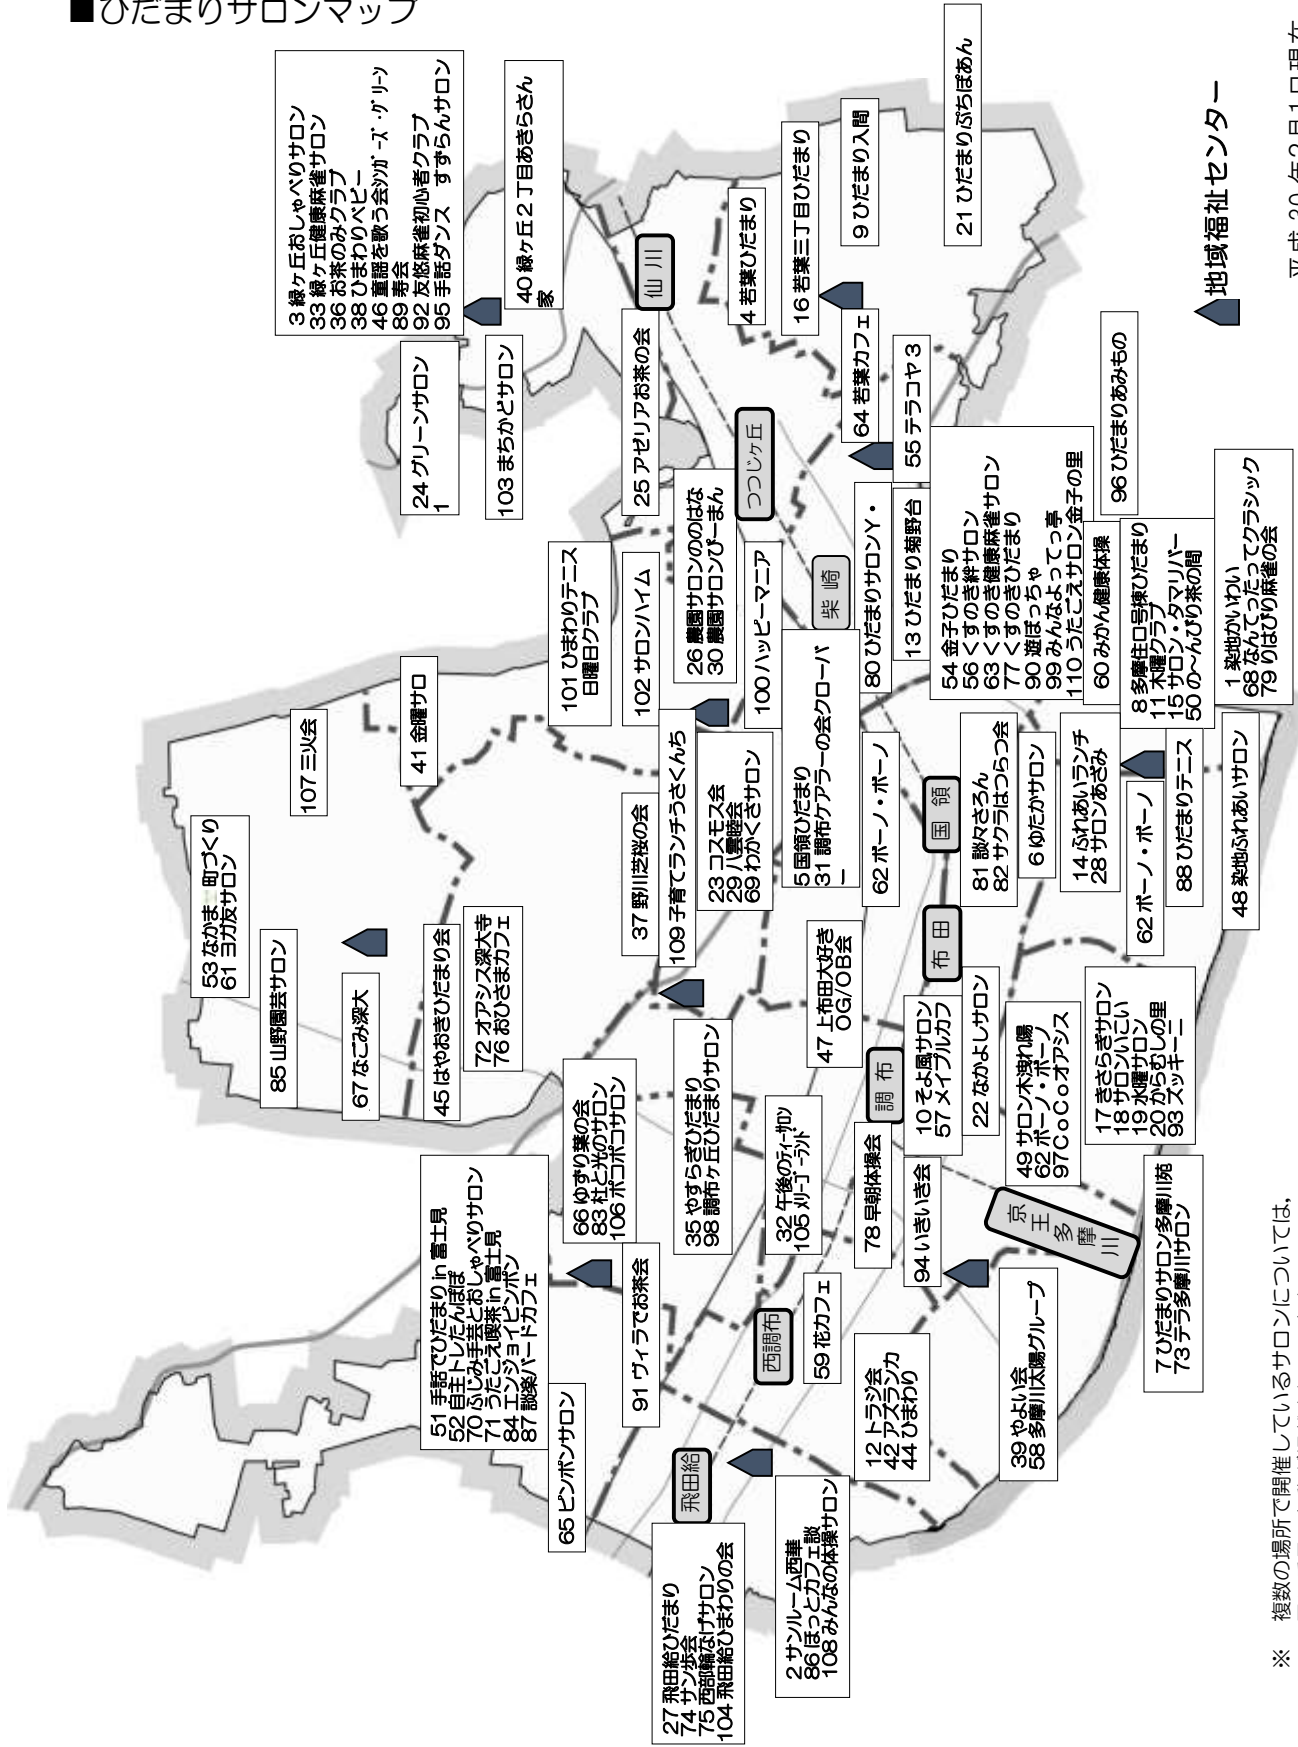 ■ひだまりサロンマップ
3 緑ヶ丘おしゃべりサロン
33 緑ヶ丘健康麻雀サロン
36 お茶のみクラブ
38 ひまわりベビー
46 童謡を歌う会シンガーズ・グリーン
89 寿会
92 友悠麻雀初心者クラブ
95 手話ダンス すずらんサロン
40 緑ヶ丘2丁目あきらさん
家
24 グリーンサロン
1
103 まちかどサロン
仙川
25 アゼリアお茶の会
4 若葉ひだまり
16 若葉三丁目ひだまり
9 ひだまり入間
21 ひだまりぷちぽあん
地域福祉センター
64 若葉カフェ
55 テラコヤ3
つつじヶ丘
26 農園サロンののはな
30 農園サロンぴーまん
101 ひまわりテニス
日曜日クラブ
102 サロンハイム
100 ハッピーマニア
柴崎
80 ひだまりサロンY・
13 ひだまり菊野台
54 金子ひだまり
56 くすのき絆サロン
63 くすのき健康麻雀サロン
77 くすのきひだまり
90 遊ぼっちゃ
99 みんなよってっ亭
110 うたごえサロン金子の里
60 みかん健康体操
96 ひだまりあみもの
8 多摩住ロ号棟ひだまり
11 木曜クラブ
15 サロン・タマリバー
50 の～んびり茶の間
1 染地かいわい
68 なんてったってクラシック
79 りはびり麻雀の会
107 三火会
41 金曜サロ
37 野川芝桜の会
109 子育てランチうさくんち
23 コスモス会
29 八雲睦会
69 わかくさサロン
5 国領ひだまり
31 調布ケアラーの会クローバ
ー
62 ボーノ・ボーノ
国領
81 談々さろん
82 サクラはつらつ会
6 ゆたかサロン
14 ふれあいランチ
28 サロンあざみ
62 ボーノ・ボーノ
88 ひだまりテニス
48 染地ふれあいサロン
53 なかま 町づくり
61 ヨガ友サロン
85 山野園芸サロン
67 なごみ深大
45 はやおきひだまり会
72 オアシス深大寺
76 おひさまカフェ
47 上布田大好き
OG/OB会
布田
調布
10 そよ風サロン
57 メイプルカフ
22 なかよしサロン
49 サロン木洩れ陽
62 ボーノ・ボーノ
97 CoCoオアシス
17 きさらぎサロン
18 サロンいこい
19 水曜サロン
20 からむしの里
93 ズッキーニ
66 ゆずり葉の会
83 杜と光のサロン
106 ポコポコサロン
35 やすらぎひだまり
98 調布ヶ丘ひだまりサロン
32 午後のティーサロン
105 メリーゴーランド
78 早朝体操会
94 いきいき会
京王多摩川
7 ひだまりサロン多摩川苑
73 テラ多摩川サロン
51 手話でひだまり in 富士見
52 自主トレたんぽぽ
70 ふじみ手芸とおしゃべりサロン
71 うたごえ喫茶 in 富士見
84 エンジョイピンポン
87 談楽バードカフェ
91 ヴィラでお茶会
65 ピンポンサロン
西調布
59 花カフェ
12 トラジ会
42 アスランカ
44 ひまわり
39 やよい会
58 多摩川太陽グループ
飛田給
27 飛田給ひだまり
74 サン歩会
75 西部輪なげサロン
104 飛田給ひまわりの会
2 サンルーム西華
86 ほっとカフェ談
108 みんなの体操サロン
※ 複数の場所で開催しているサロンについては、